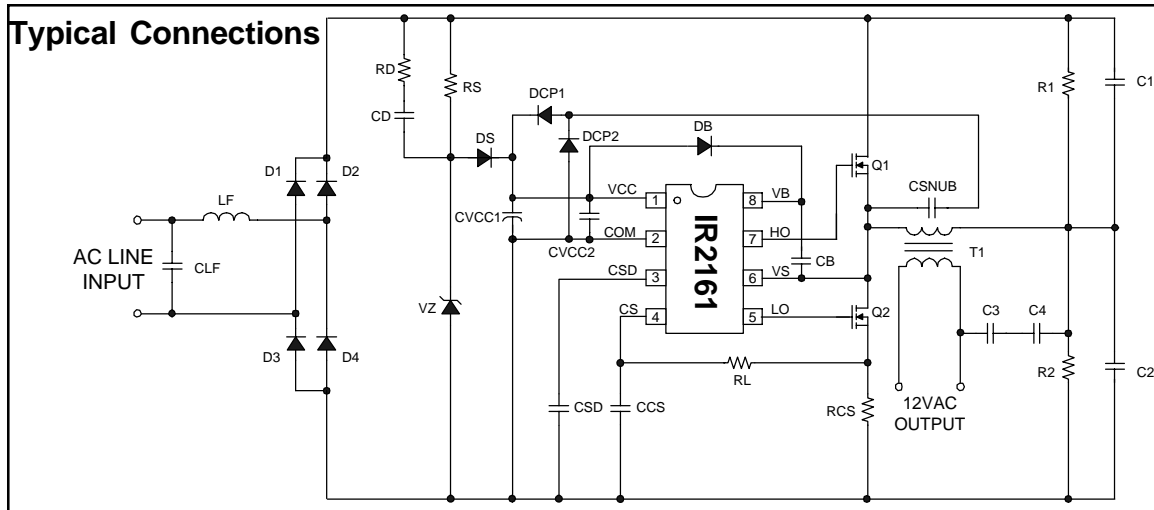 Typical Connections
RD
RS
R1
C1
DCP1
CD
DS
DCP2
DB
Q1
D1
D2
CSNUB
LF
VCC
1
8
VB
CVCC1
COM
2
7
HO
T1
AC LINE
INPUT
CLF
CVCC2
IR2161
CB
CSD
3
6
VS
VZ
CS
4
5
LO
Q2
C3
C4
D3
D4
RL
R2
C2
CSD
CCS
RCS
12VAC
OUTPUT